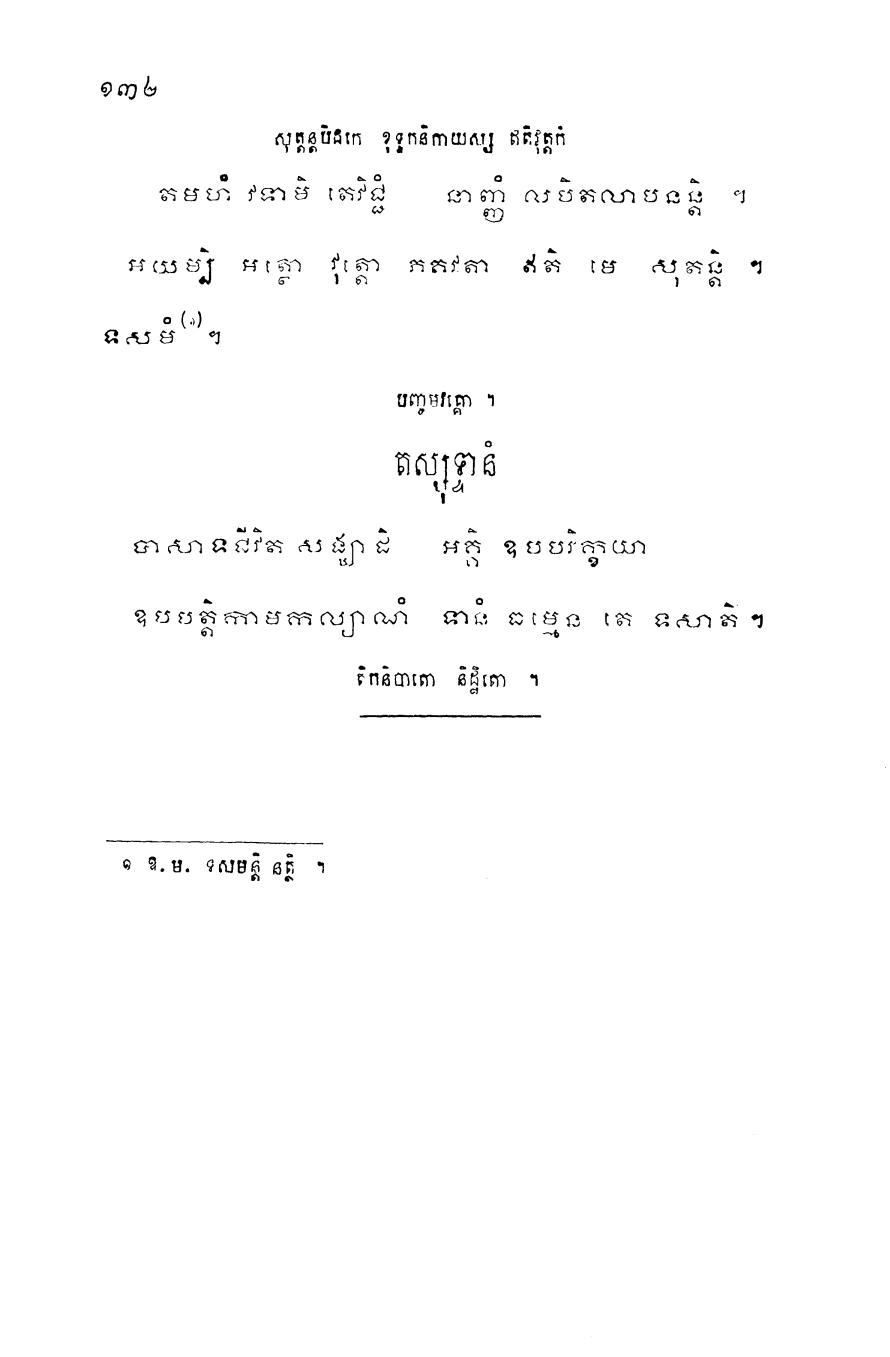 ១៣៤
សុត្តន្តបិដកេ ខុទ្ទកនិកាយស្ស ឥតិវុត្តកំ
តមហំ វទាមិ តេវិជ្ជំ នាញ្ញំ លបិតលាបនន្តិ ។
អយម្បិ អត្ថោ វុត្តោ ភគវតា ឥតិ មេ សុតន្តិ ។
ទសមំ(១)។
បញ្ចមវគ្គោ ។
តស្សុទ្ទានំ
បាសាទជីវិត សង្ឃាដិ អគ្គិ ឧបបរិក្ខយា
ឧបបត្តិកាមកល្យាណំ ទានំ ធម្មេន តេ ទសាតិ ។
តិកនិបាតោ និដ្ឋិតោ ។
១ ឱ. ម. ទសមន្តិ នត្ថិ ។